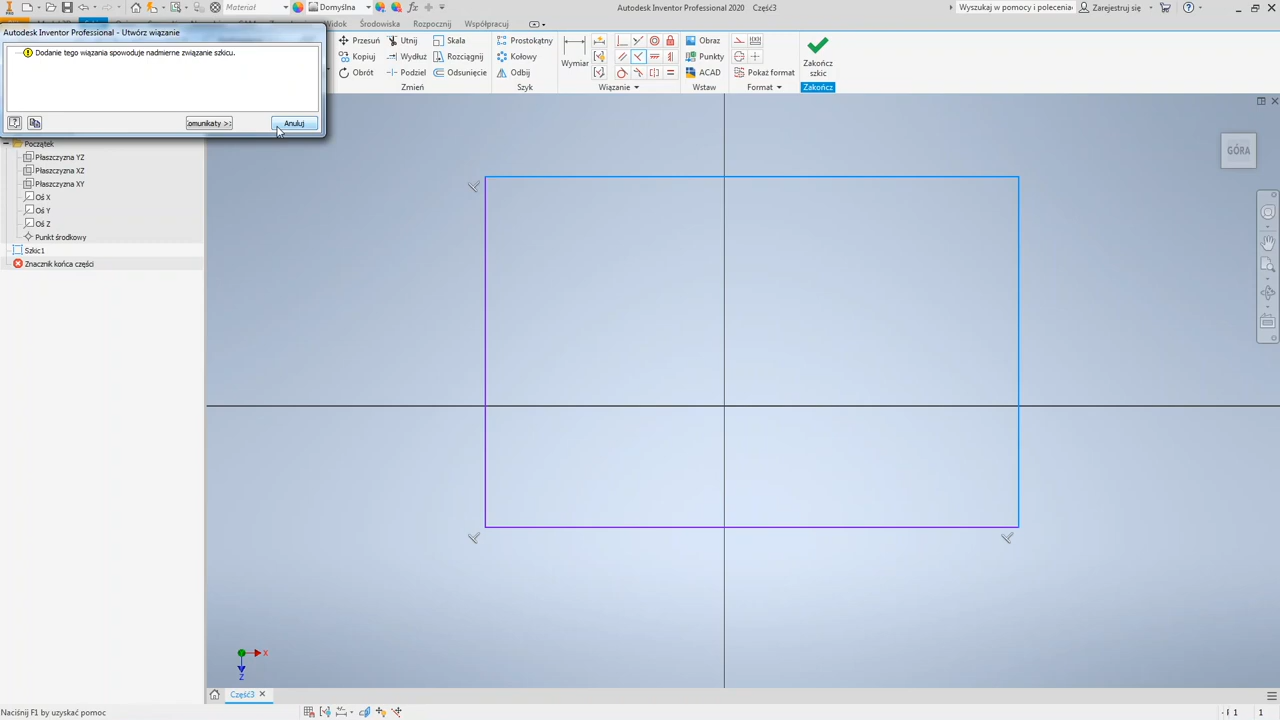 Material
Domyślna
Autodesk Inventor Professional 2020
Część3
Wyszukaj w pomocy i polecenia
Zarejestruj się
Widok
Środowiska
Rozpocznij
Współpracuj
Autodesk Inventor Professional - Utwórz wiązanie
Dodanie tego wiązania spowoduje nadmierne związanie szkicu.
omunikaty >>
Anuluj
Przesuń
Utnij
Skala
Kopiuj
Wydłuż
Rozciągnij
Obrót
Podziel
Odsunięcie
Zmień
Prostokątny
Kołowy
Odbij
Szyk
Wymiar
Wiązanie
Obraz
Punkty
ACAD
Wstaw
Pokaż format
Format
Zakończ
szkic
Zakończ
Początek
Płaszczyzna YZ
Płaszczyzna XZ
Płaszczyzna XY
Oś X
Oś Y
Oś Z
Punkt środkowy
Szkic1
Znacznik końca części
GÓRA
X
Z
Część3
Naciśnij F1 by uzyskać pomoc
1
1